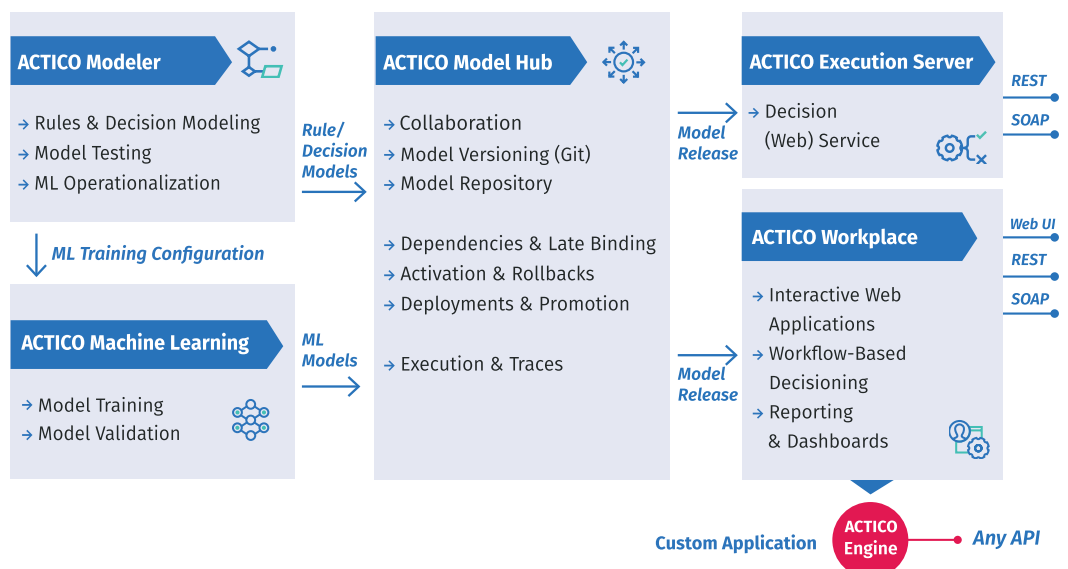 ACTICO Modeler
Rules & Decision Modeling
Model Testing
ML Operationalization
ML Training Configuration
ACTICO Machine Learning
Model Training
Model Validation
Rule/
Decision
Models
ML
Models
ACTICO Model Hub
Collaboration
Model Versioning (Git)
Model Repository
Dependencies & Late Binding
Activation & Rollbacks
Deployments & Promotion
Execution & Traces
Model
Release
Model
Release
ACTICO Execution Server
Decision
(Web) Service
REST
SOAP
ACTICO Workplace
Interactive Web
Applications
Workflow-Based
Decisioning
Reporting
& Dashboards
Web UI
REST
SOAP
Custom Application
ACTICO
Engine
Any API